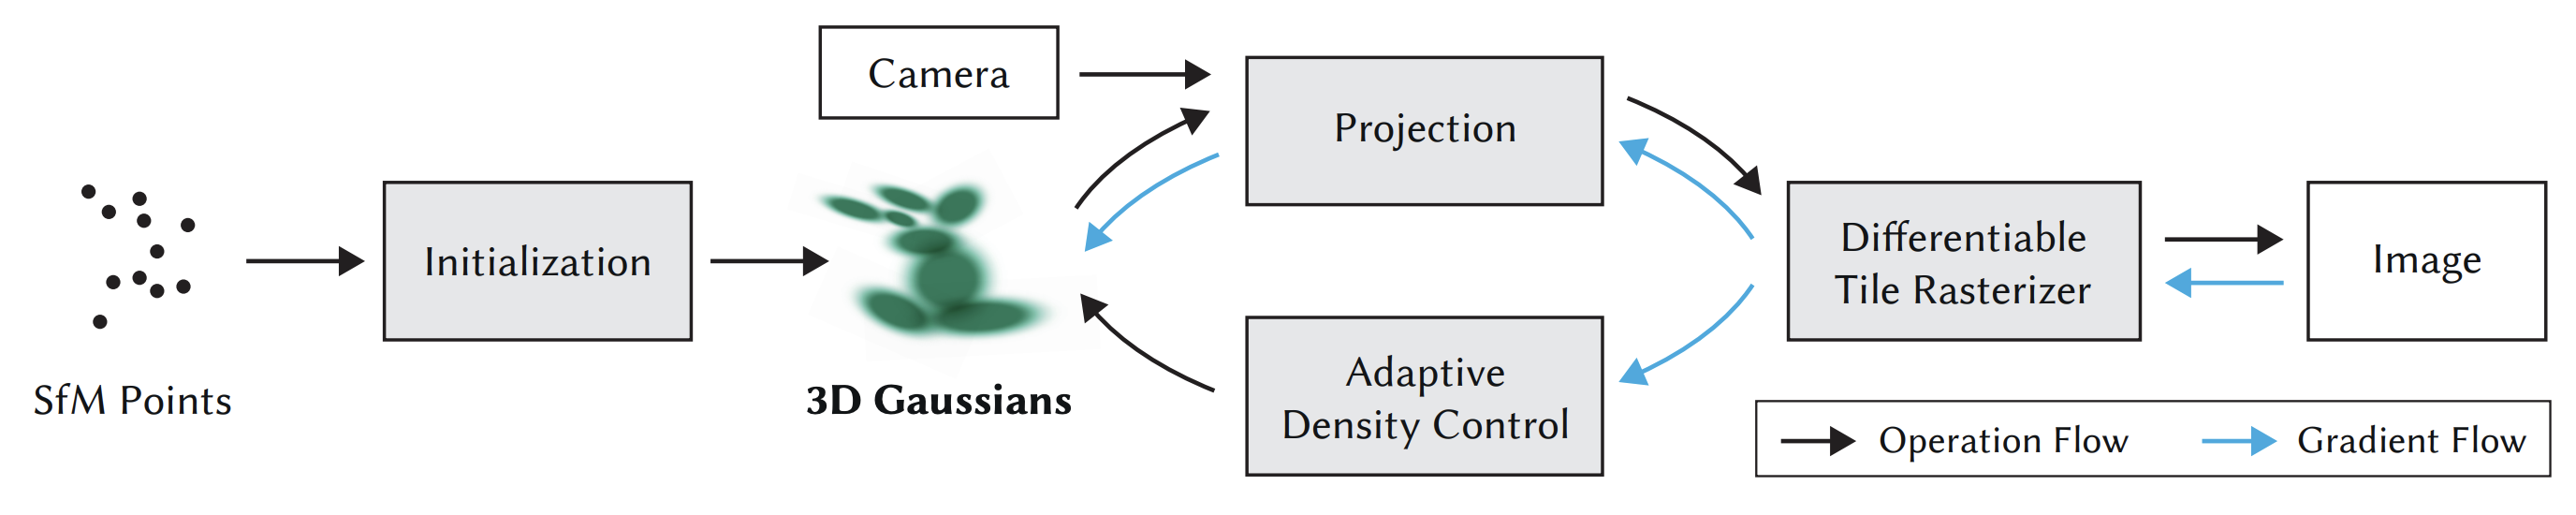 Camera
Projection
Initialization
Differentiable
Tile Rasterizer
Image
SfM Points
3D Gaussians
Adaptive
Density Control
Operation Flow
Gradient Flow